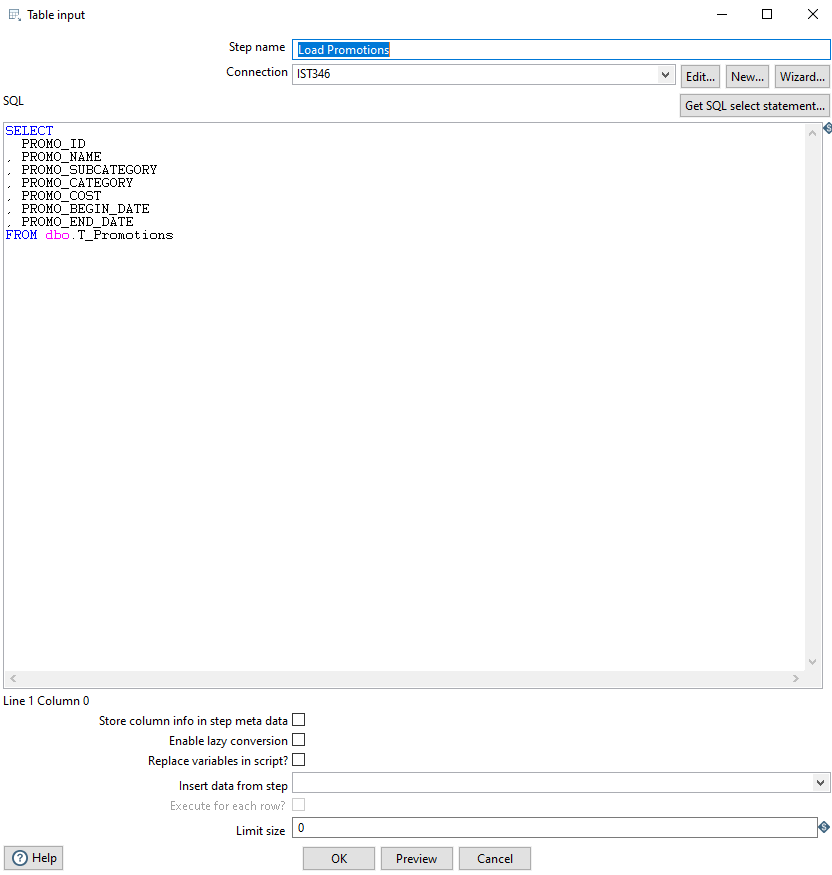 Table input
Step name Load Promotions
Connection IST346 Edit... New... Wizard...
SQL Get SQL select statement...
SELECT
  PROMO_ID
, PROMO_NAME
, PROMO_SUBCATEGORY
, PROMO_CATEGORY
, PROMO_COST
, PROMO_BEGIN_DATE
, PROMO_END_DATE
FROM dbo.T_Promotions
Line 1 Column 0
Store column info in step meta data
Enable lazy conversion
Replace variables in script?
Insert data from step
Execute for each row?
Limit size 0
Help OK Preview Cancel